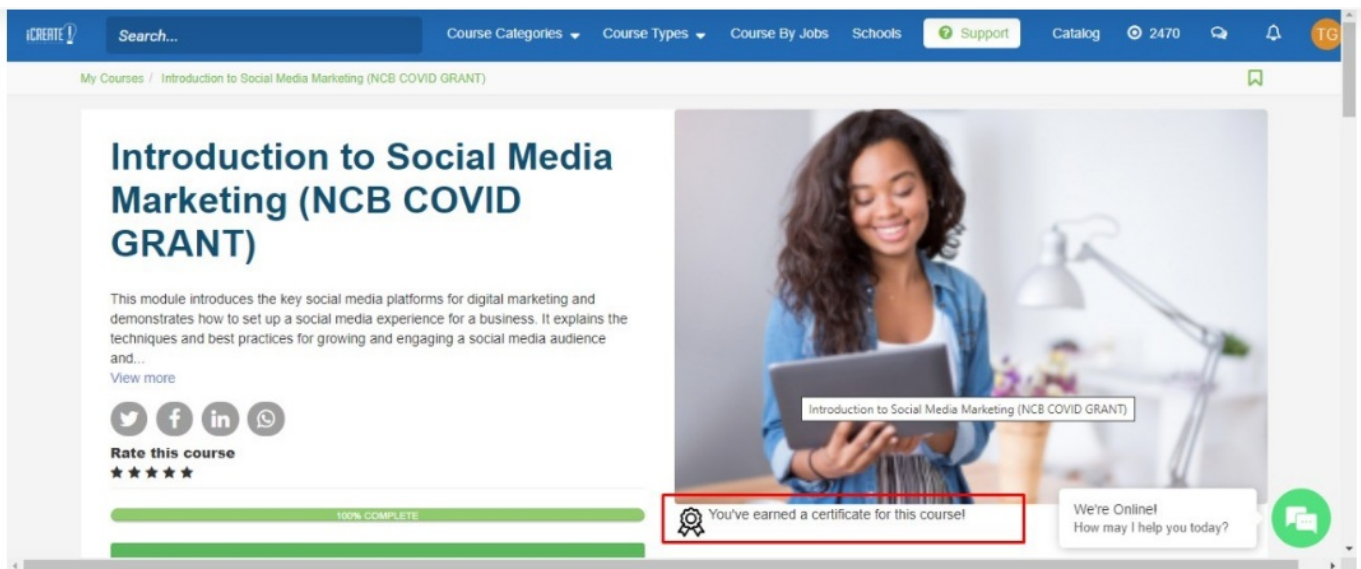 iCREATE!
Search...
Course Categories
Course Types
Course By Jobs
Schools
Support
Catalog
2470
TG
My Courses / Introduction to Social Media Marketing (NCB COVID GRANT)
Introduction to Social Media
Marketing (NCB COVID
GRANT)
This module introduces the key social media platforms for digital marketing and
demonstrates how to set up a social media experience for a business. It explains the
techniques and best practices for growing and engaging a social media audience
and...
View more
Rate this course
100% COMPLETE
Introduction to Social Media Marketing (NCB COVID GRANT)
You've earned a certificate for this course!
We're Online!
How may I help you today?